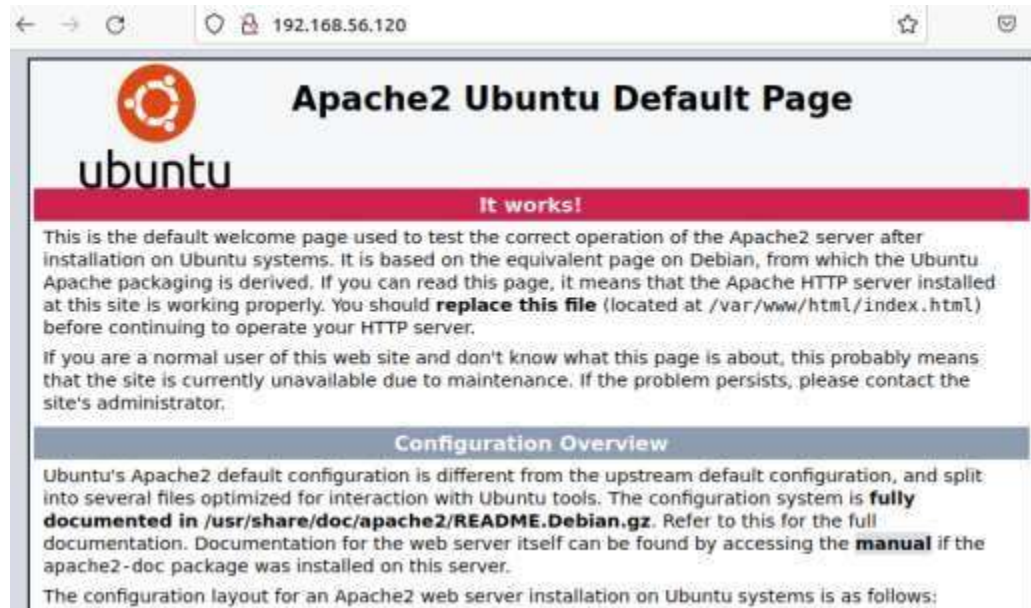 192.168.56.120
Apache2 Ubuntu Default Page
ubuntu
It works!
This is the default welcome page used to test the correct operation of the Apache2 server after
installation on Ubuntu systems. It is based on the equivalent page on Debian, from which the Ubuntu
Apache packaging is derived. If you can read this page, it means that the Apache HTTP server installed
at this site is working properly. You should replace this file (located at /var/www/html/index.html)
before continuing to operate your HTTP server.
If you are a normal user of this web site and don't know what this page is about, this probably means
that the site is currently unavailable due to maintenance. If the problem persists, please contact the
site's administrator.
Configuration Overview
Ubuntu's Apache2 default configuration is different from the upstream default configuration, and split
into several files optimized for interaction with Ubuntu tools. The configuration system is fully
documented in /usr/share/doc/apache2/README.Debian.gz. Refer to this for the full
documentation. Documentation for the web server itself can be found by accessing the manual if the
apache2-doc package was installed on this server.
The configuration layout for an Apache2 web server installation on Ubuntu systems is as follows: